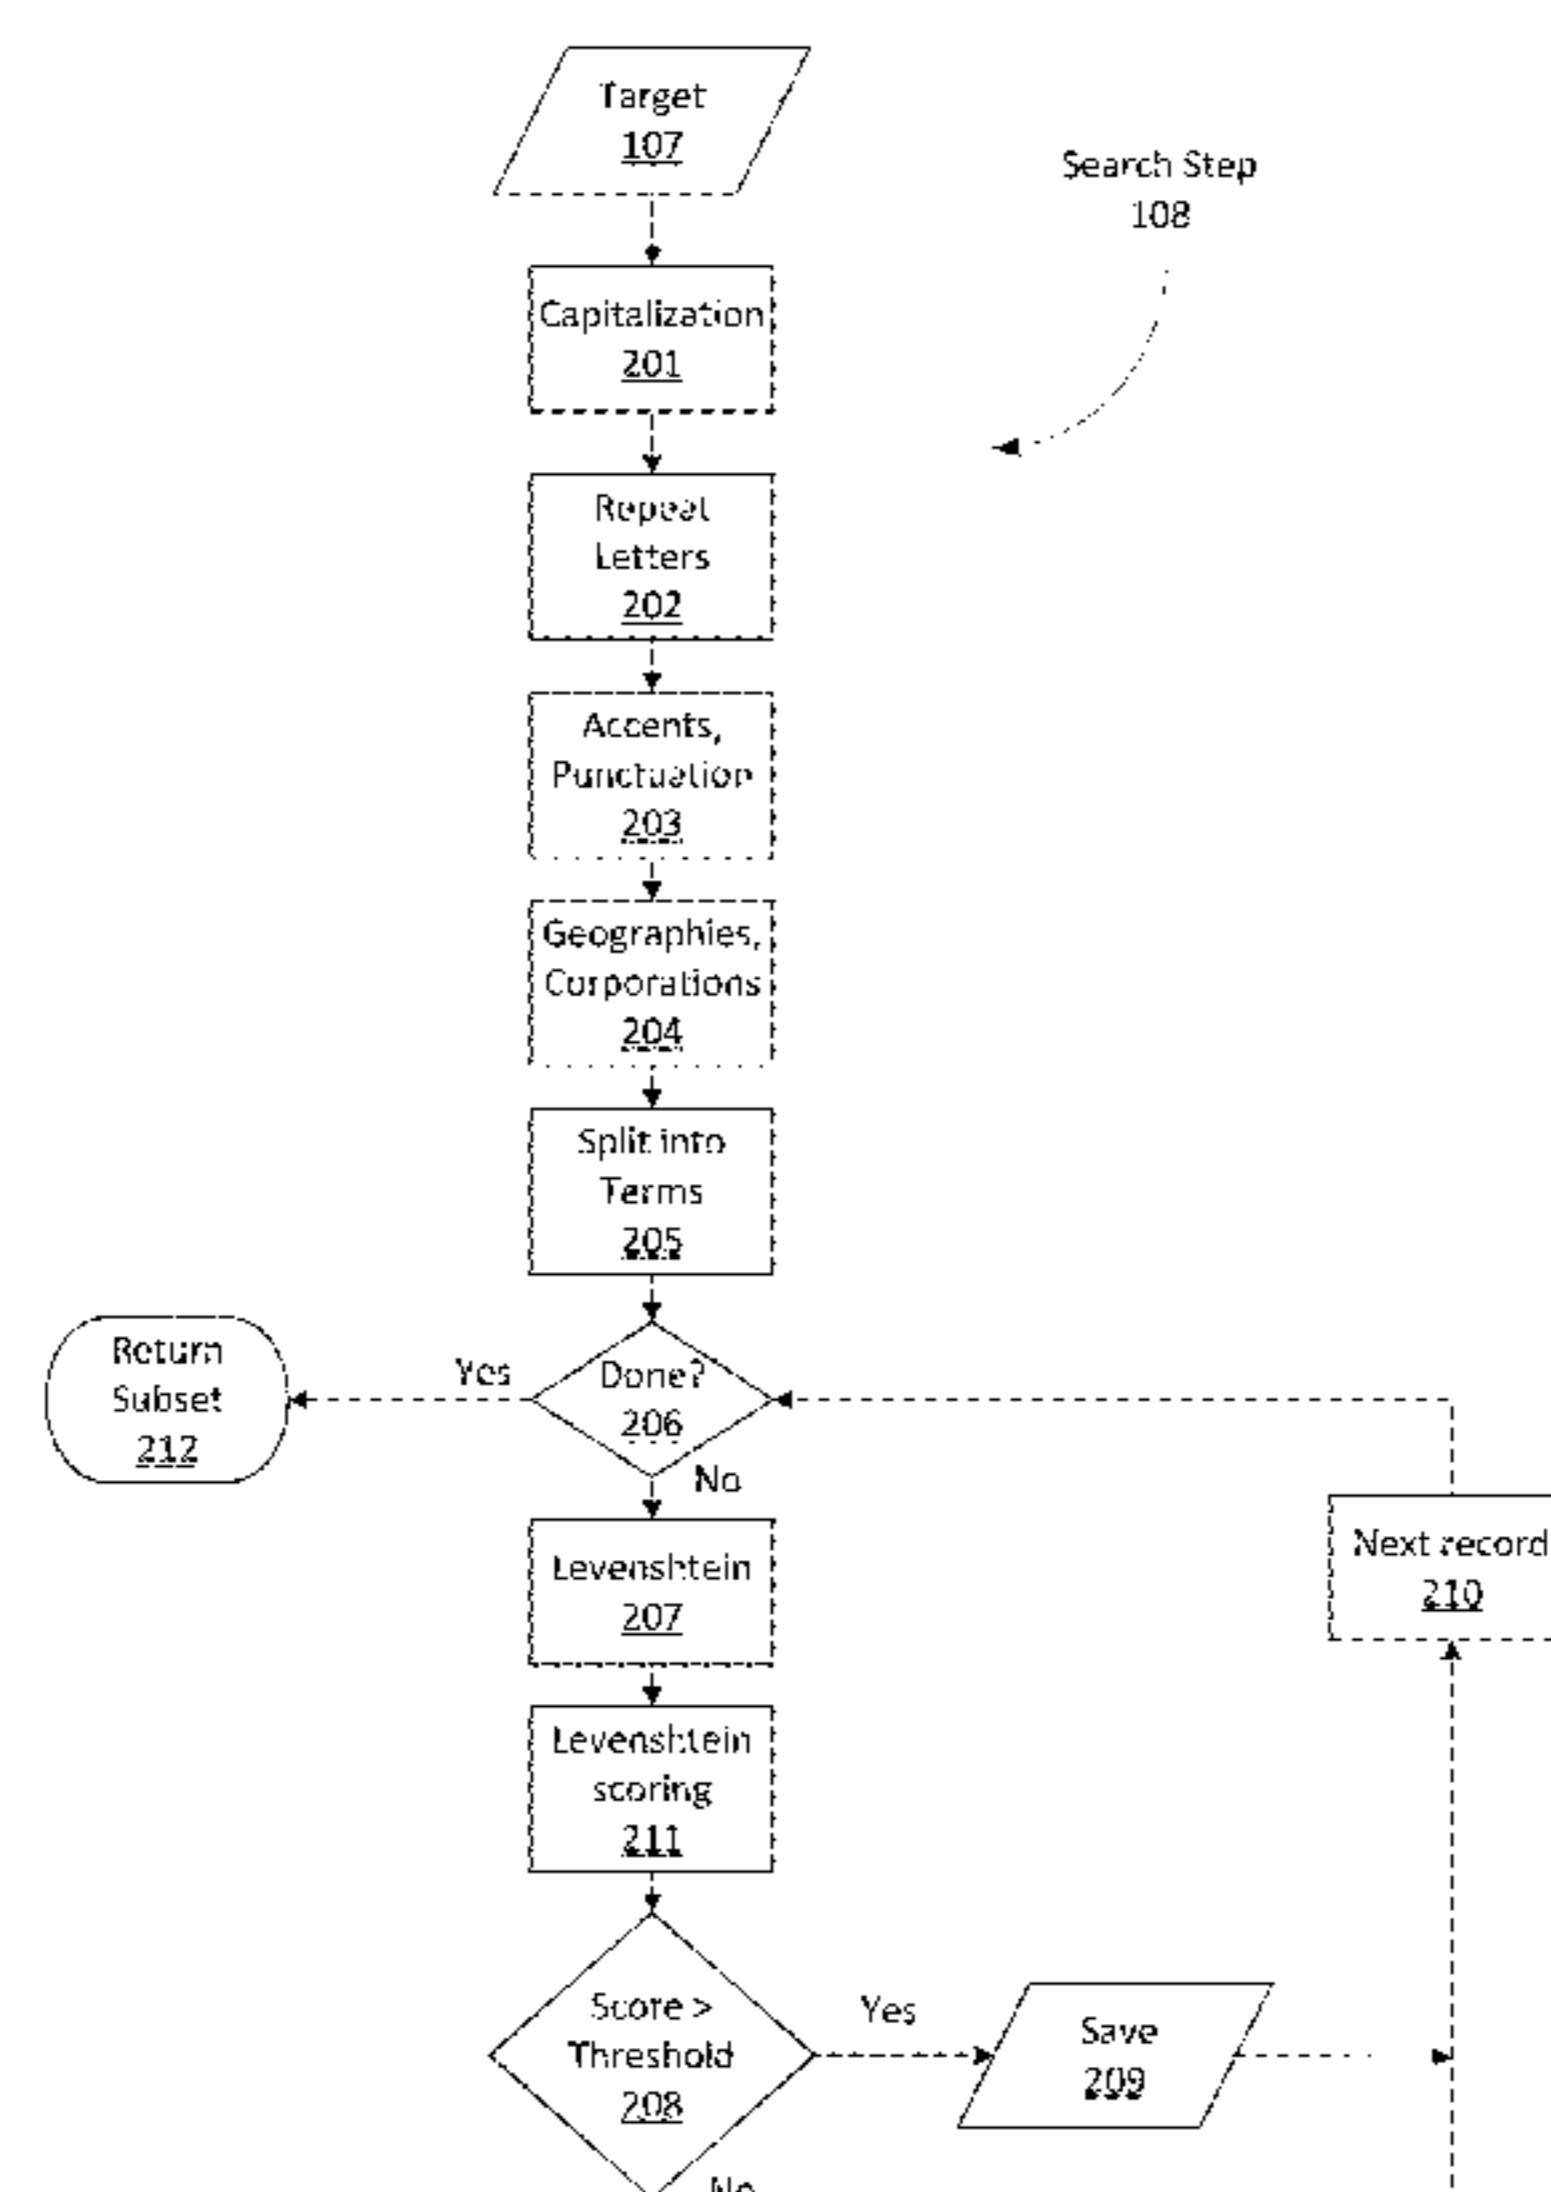 Target
107
Search Step
108
Capitalization
201
Repeat
Letters
202
Accents,
Punctuation
203
Geographies,
Corporations
204
Split into
Terms
205
Return
Subset
212
Yes
Done?
206
No
Levenshtein
207
Next record
210
Levenshtein
scoring
211
Score >
Threshold
208
Yes
Save
209
No